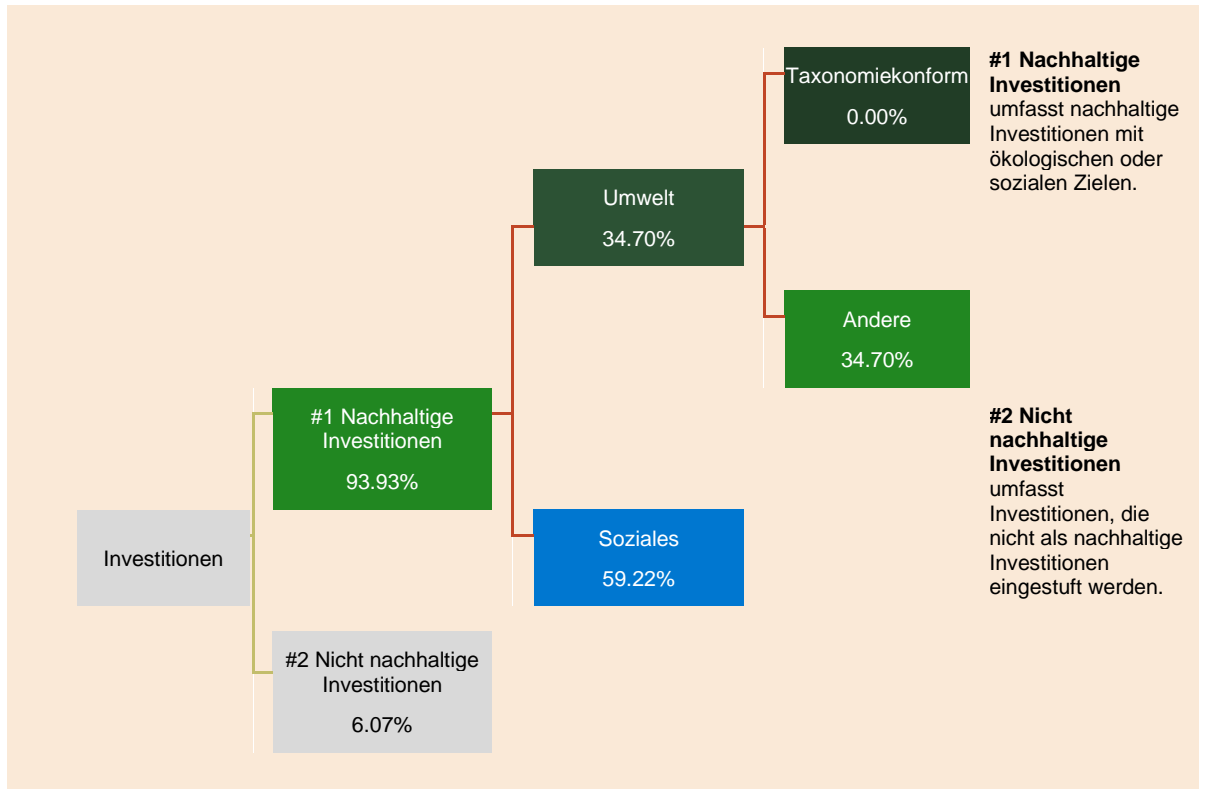 Taxonomiekonform
0.00%
Umwelt
34.70%
Andere
34.70%
#1 Nachhaltige
Investitionen
93.93%
Soziales
59.22%
Investitionen
#2 Nicht nachhaltige
Investitionen
6.07%
#1 Nachhaltige
Investitionen
umfasst nachhaltige
Investitionen mit
ökologischen oder
sozialen Zielen.
#2 Nicht
nachhaltige
Investitionen
umfasst
Investitionen, die
nicht als nachhaltige
Investitionen
eingestuft werden.